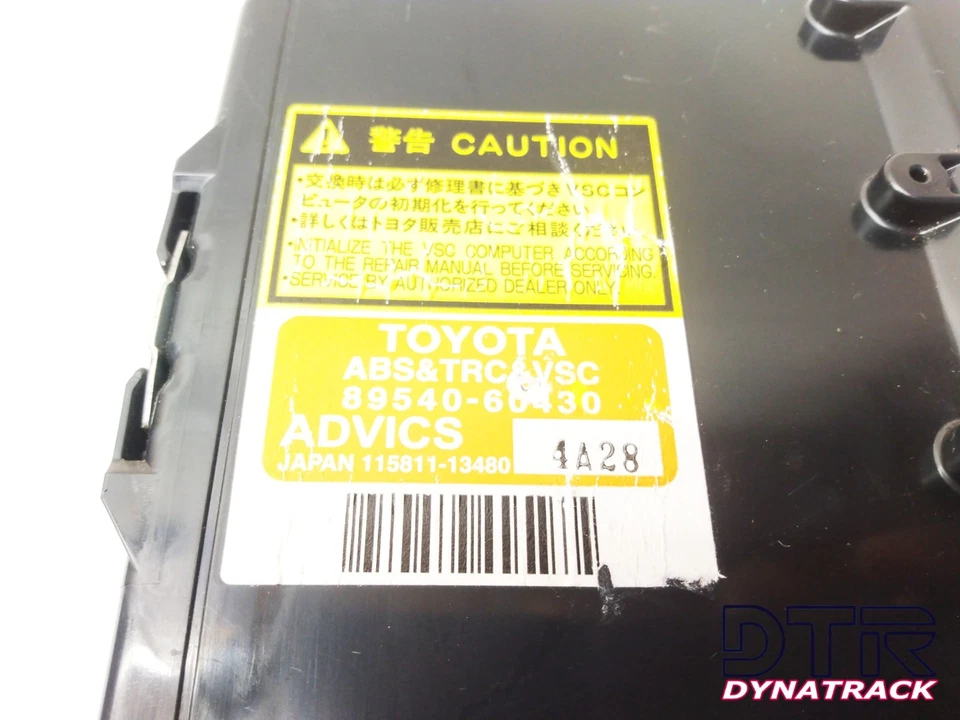 警告 CAUTION
・交換時は必ず修理書に基づきVSCコン
ピュータの初期化を行ってください。
・詳しくはトヨタ販売店にご相談ください。
・INITIALIZE THE VSC COMPUTER ACCORDING
TO THE REPAIR MANUAL BEFORE SERVICING.
・SERVICE BY AUTHORIZED DEALER ONLY.
TOYOTA
ABS&TRC&VSC
89540-60430
ADVICS
JAPAN 115811-13480 4A28
DTR
DYNATRACK